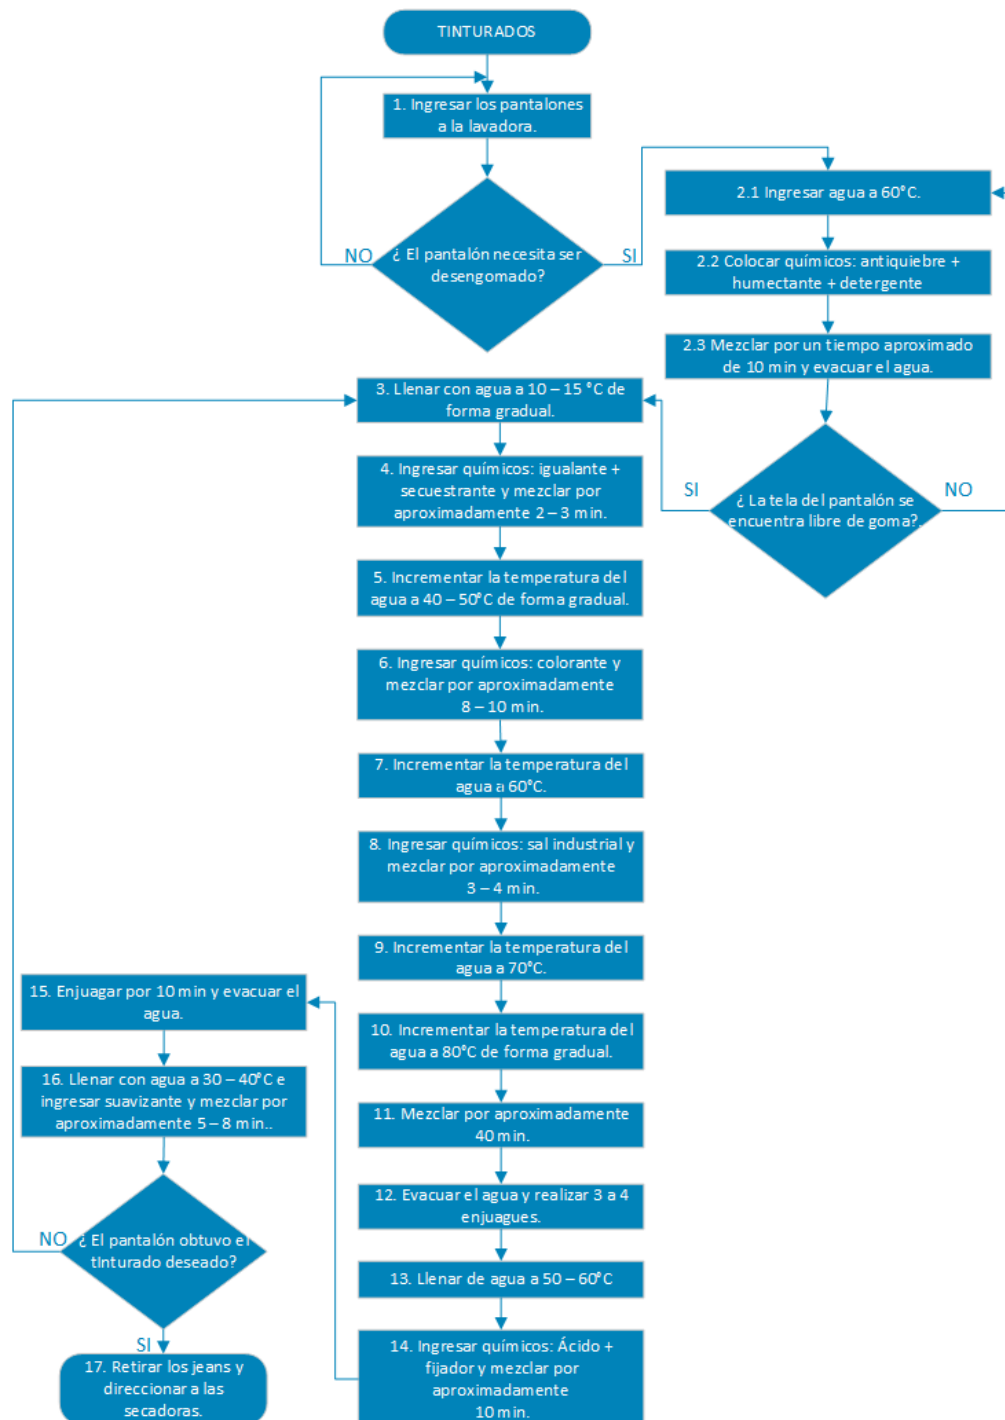 TINTURADOS
1. Ingresar los pantalones
a la lavadora.
¿ El pantalón necesita ser
desengomado?
NO
SI
2.1 Ingresar agua a 60°C.
2.2 Colocar químicos: antiquiebre +
humectante + detergente
2.3 Mezclar por un tiempo aproximado
de 10 min y evacuar el agua.
¿ La tela del pantalón se
encuentra libre de goma?.
SI
NO
3. Llenar con agua a 10 – 15 °C de
forma gradual.
4. Ingresar químicos: igualante +
secuestrante y mezclar por
aproximadamente 2 – 3 min.
5. Incrementar la temperatura del
agua a 40 – 50°C de forma gradual.
6. Ingresar químicos: colorante y
mezclar por aproximadamente
8 – 10 min.
7. Incrementar la temperatura del
agua a 60°C.
8. Ingresar químicos: sal industrial y
mezclar por aproximadamente
3 – 4 min.
9. Incrementar la temperatura del
agua a 70°C.
10. Incrementar la temperatura del
agua a 80°C de forma gradual.
11. Mezclar por aproximadamente
40 min.
12. Evacuar el agua y realizar 3 a 4
enjuagues.
13. Llenar de agua a 50 – 60°C
14. Ingresar químicos: Ácido +
fijador y mezclar por
aproximadamente
10 min.
15. Enjuagar por 10 min y evacuar el
agua.
16. Llenar con agua a 30 – 40°C e
ingresar suavizante y mezclar por
aproximadamente 5 – 8 min..
¿ El pantalón obtuvo el
tinturado deseado?
NO
SI
17. Retirar los jeans y
direccionar a las
secadoras.